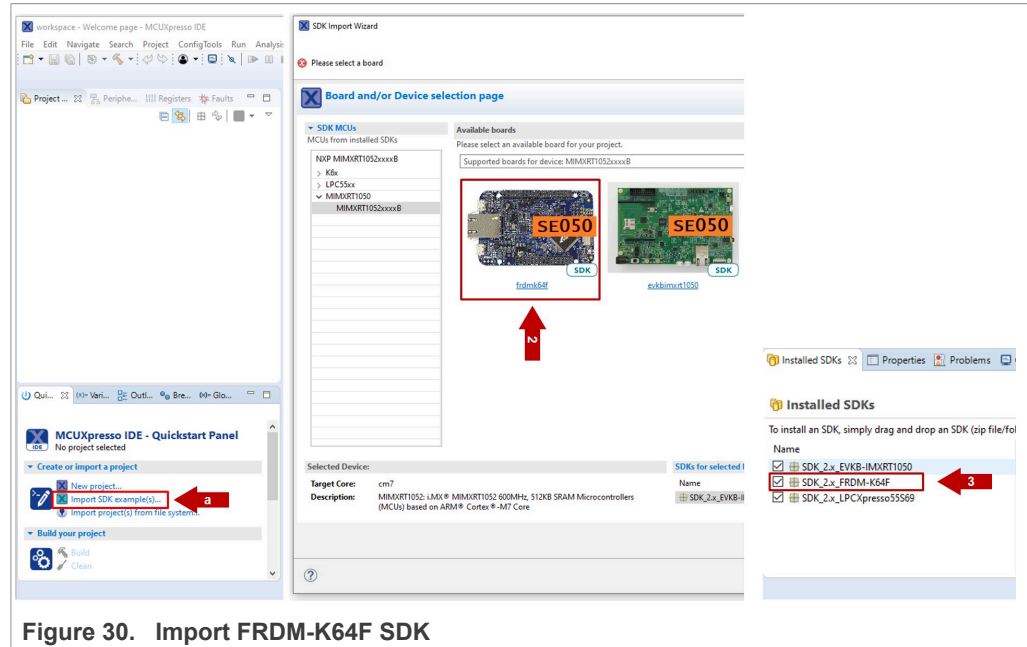 workspace - Welcome page - MCUXpresso IDE
File Edit Navigate Search Project ConfigTools Run
Project ... Periphe... Registers Faults
Qui... (x)= Vari... Outl... Bre... Glo...
IDE
MCUXpresso IDE - Quickstart Panel
No project selected
Create or import a project
New project...
Import SDK example(s)...
a
Import project(s) from file system...
Build your project
Build
Clean
SDK Import Wizard
Please select a board
Board and/or Device selection page
SDK MCUs
MCUs from installed SDKs
NXP MIMXRT1052xxxxB
> K6x
> LPC55xx
MIMXRT1050
MIMXRT1052xxxxB
Available boards
Please select an available board for your project.
Supported boards for device: MIMXRT1052xxxxB
SE050
SDK
frdmk64f
SE050
SDK
evkbimxrt1050
2
Selected Device:
Target Core: cm7
Description: MIMXRT1052: i.MX® MIMXRT1052 600MHz, 512KB SRAM Microcontrollers
(MCUs) based on ARM® Cortex®-M7 Core
SDKs for selected
Name
SDK_2.x_EVKB-I
?
Installed SDKs Properties Problems
Installed SDKs
To install an SDK, simply drag and drop an SDK (zip file/fol
Name
SDK_2.x_EVKB-IMXRT1050
SDK_2.x_FRDM-K64F
3
SDK_2.x_LPCXpresso55S69
Figure 30. Import FRDM-K64F SDK